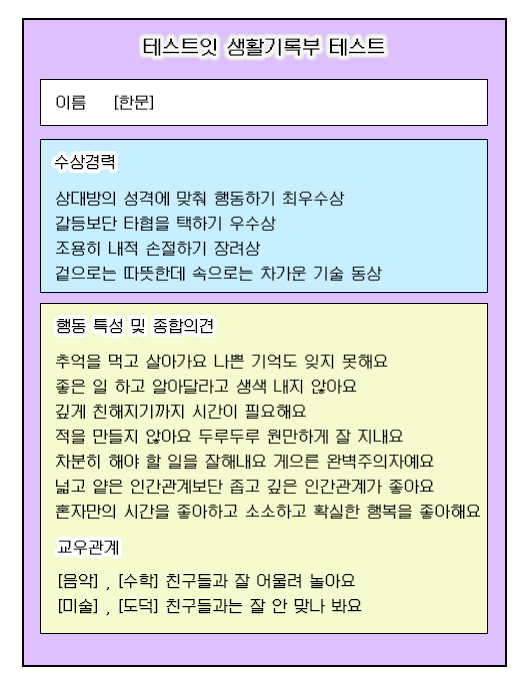 테스트잇 생활기록부 테스트
이름 [한문]
수상경력
상대방의 성격에 맞춰 행동하기 최우수상
갈등보단 타협을 택하기 우수상
조용히 내적 손절하기 장려상
겉으로는 따뜻한데 속으로는 차가운 기술 동상
행동 특성 및 종합의견
추억을 먹고 살아가요 나쁜 기억도 잊지 못해요
좋은 일 하고 알아달라고 생색 내지 않아요
깊게 친해지기까지 시간이 필요해요
적을 만들지 않아요 두루두루 원만하게 잘 지내요
차분히 해야 할 일을 잘해내요 게으른 완벽주의자예요
넓고 얕은 인간관계보단 좁고 깊은 인간관계가 좋아요
혼자만의 시간을 좋아하고 소소하고 확실한 행복을 좋아해요
교우관계
[음악] , [수학] 친구들과 잘 어울려 놀아요
[미술] , [도덕] 친구들과는 잘 안 맞나 봐요